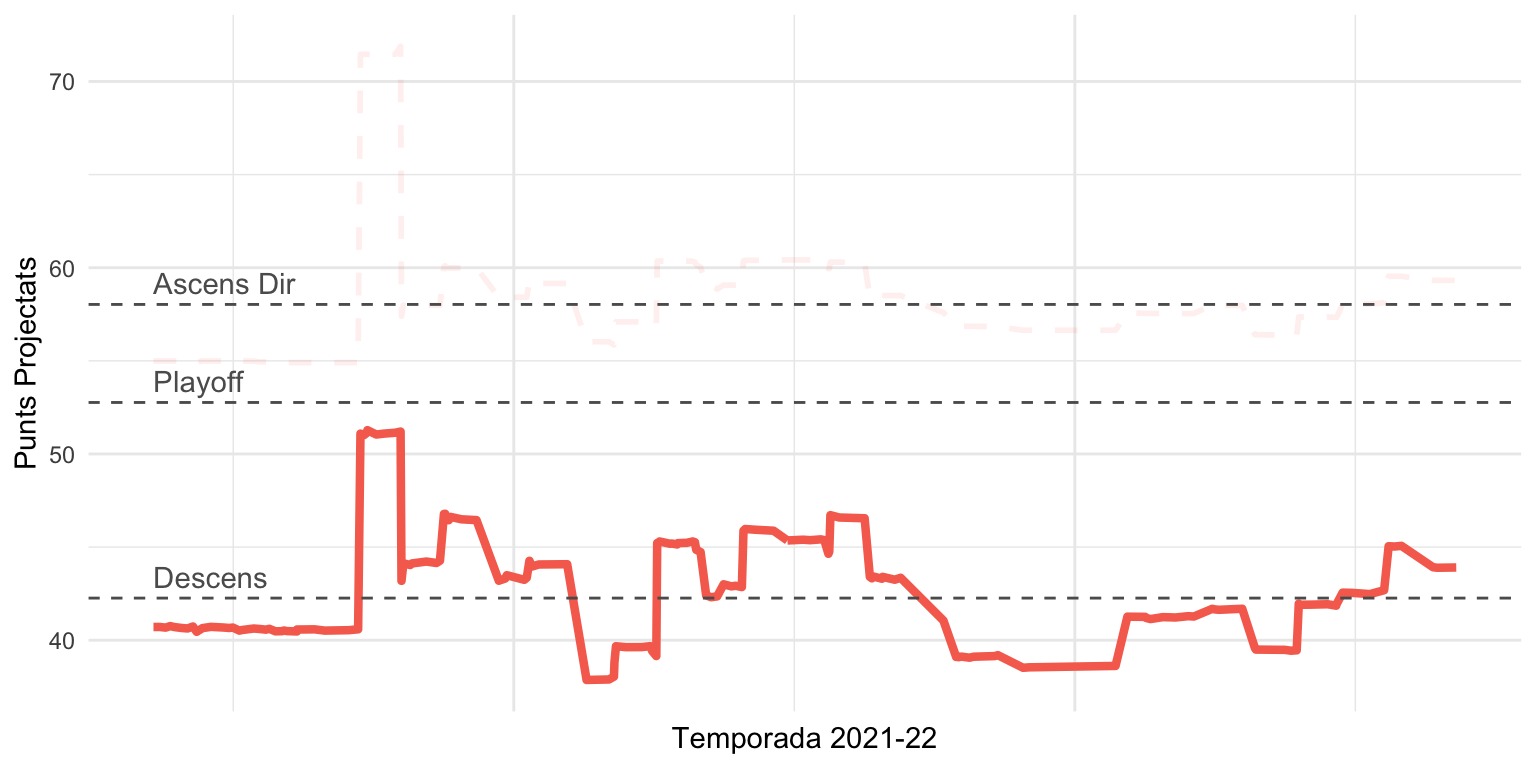 70
60
50
40
Punts Projectats
Ascens Dir
Playoff
Descens
Temporada 2021-22